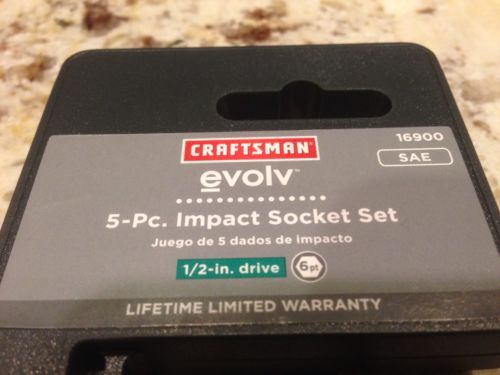 CRAFTSMAN
evolv™
16900
SAE
5-Pc. Impact Socket Set
Juego de 5 dados de impacto
1/2-in. drive 6pt
LIFETIME LIMITED WARRANTY